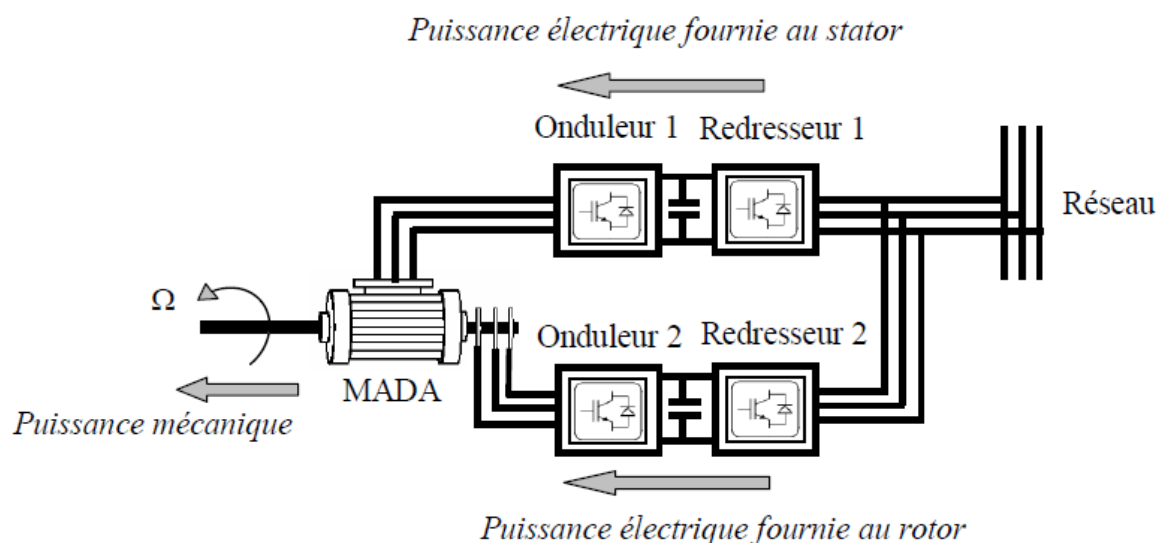 Puissance électrique fournie au stator
Onduleur 1
Redresseur 1
Réseau
Ω
Onduleur 2
Redresseur 2
MADA
Puissance mécanique
Puissance électrique fournie au rotor